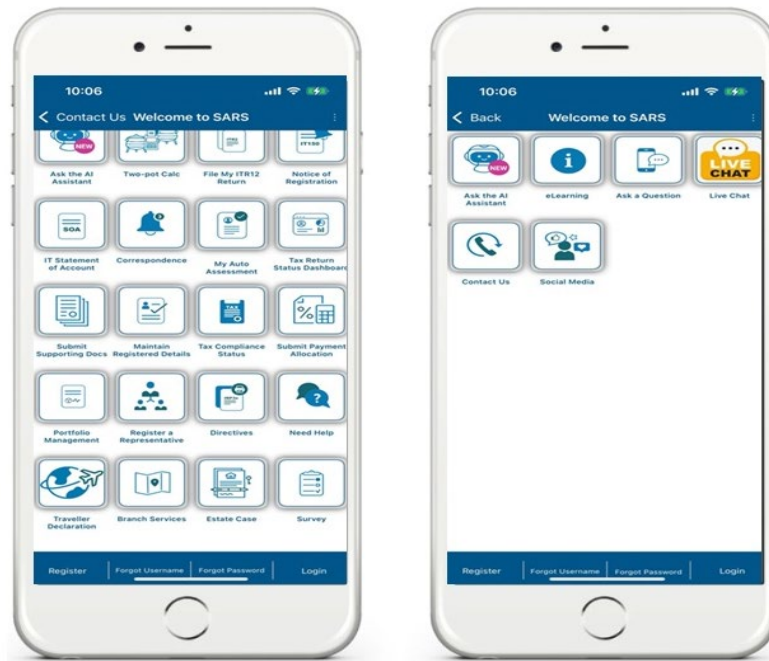 10:06
Contact Us Welcome to SARS
NEW
ITR2
IT150
Ask the AI
Assistant
Two-pot Calc
File My ITR12
Return
Notice of
Registration
SOA
IT Statement
of Account
Correspondence
My Auto
Assessment
Tax Return
Status Dashboard
TAX
Submit
Supporting Docs
Maintain
Registered Details
Tax Compliance
Status
Submit Payment
Allocation
Portfolio
Management
Register a
Representative
Directives
Need Help
Traveller
Declaration
Branch Services
Estate Case
Survey
Register
Forgot Username
Forgot Password
Login
10:06
Back Welcome to SARS
NEW
LIVE
CHAT
Ask the AI
Assistant
eLearning
Ask a Question
Live Chat
Contact Us
Social Media
Register
Forgot Username
Forgot Password
Login